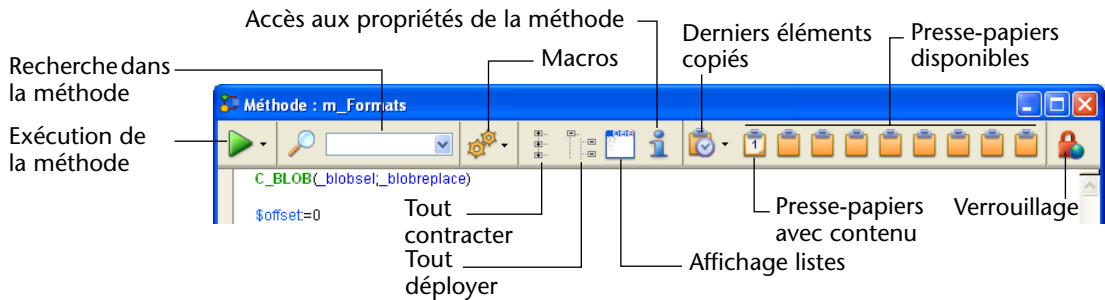 Accès aux propriétés de la méthode
Macros
Derniers éléments
copiés
Presse-papiers
disponibles
Recherche dans
la méthode
Exécution de
la méthode
Méthode : m_Formats
1
C_BLOB(_blobsel;_blobreplace)
$offset:=0
Tout
contracter
Tout
déployer
Affichage listes
Presse-papiers
avec contenu
Verrouillage